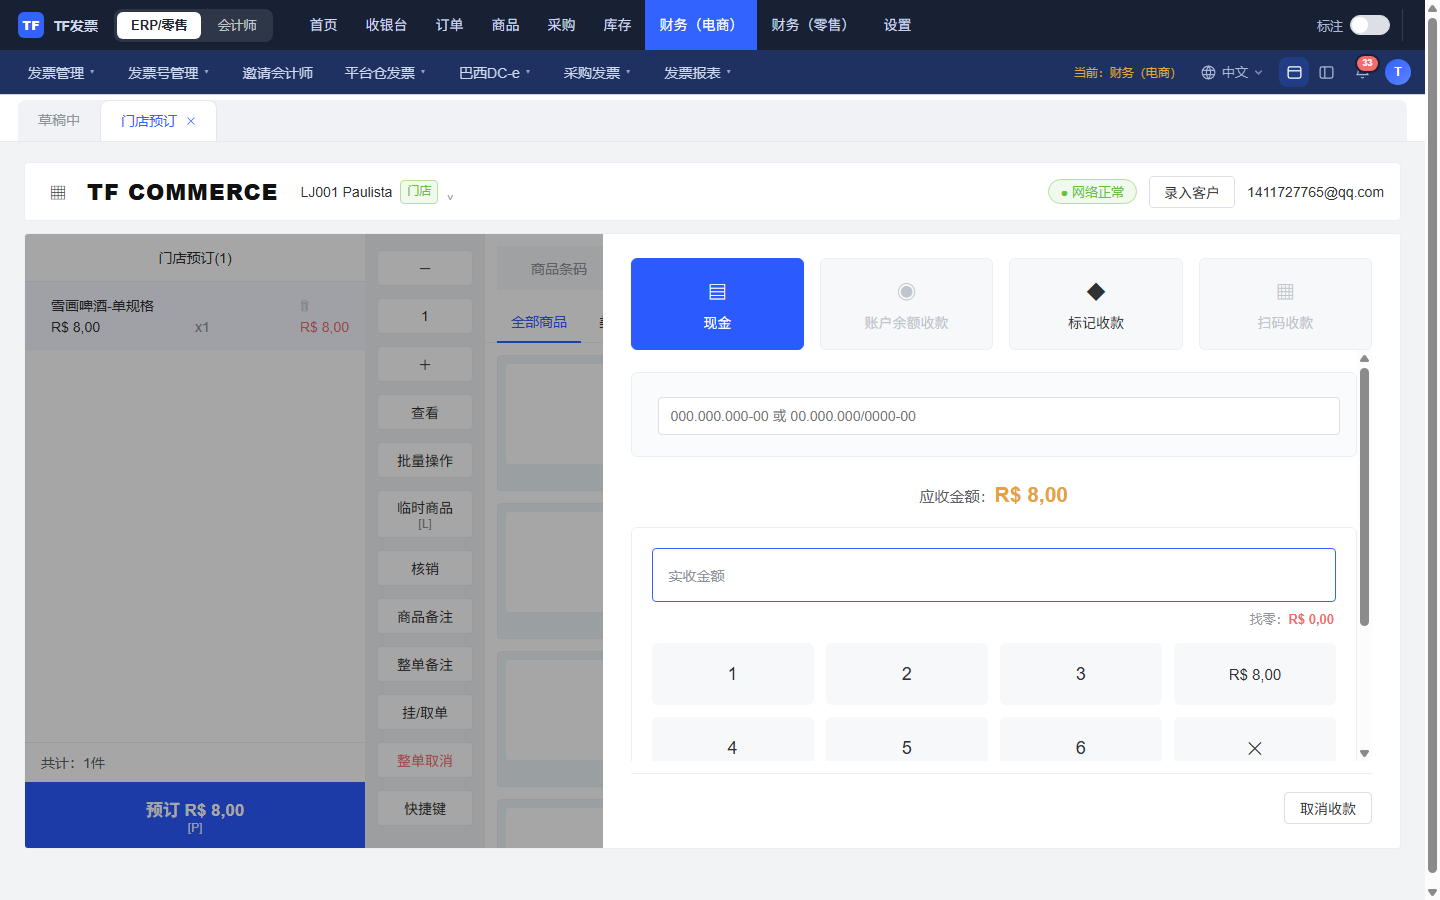 TF TF发票 ERP/零售 会计师 首页 收银台 订单 商品 采购 库存 财务（电商） 财务（零售） 设置 标注
发票管理 发票号管理 邀请会计师 平台仓发票 巴西DC-e 采购发票 发票报表 当前：财务（电商） 中文 33 T
草稿中 门店预订
TF COMMERCE LJ001 Paulista 门店 网络正常 录入客户 1411727765@qq.com
门店预订(1)
雪画啤酒-单规格
R$ 8,00 x1 R$ 8,00
共计：1件
预订 R$ 8,00
[P]
1
查看
批量操作
临时商品
[L]
核销
商品备注
整单备注
挂/取单
整单取消
快捷键
商品条码
全部商品
现金 账户余额收款 标记收款 扫码收款
000.000.000-00 或 00.000.000/0000-00
应收金额：R$ 8,00
实收金额
找零：R$ 0,00
1 2 3 R$ 8,00
4 5 6
取消收款